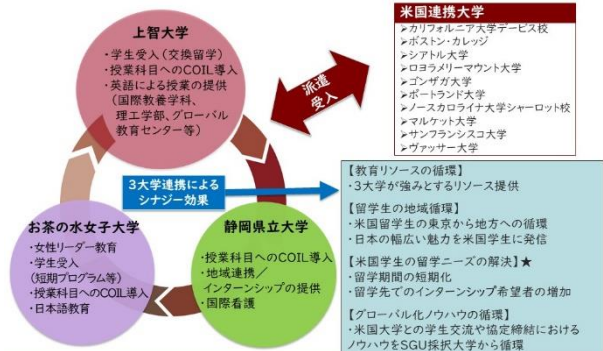 上智大学
・学生受入(交換留学)
・授業科目へのCOIL導入
・英語による授業の提供
(国際教養学科、
理工学部、グローバル
教育センター等)
派遣
受入
米国連携大学
➢カリフォルニア大学デービス校
➢ボストン・カレッジ
➢シアトル大学
➢ロヨラメリーマウント大学
➢ゴンザガ大学
➢ポートランド大学
➢ノースカロライナ大学シャーロット校
➢マルケット大学
➢サンフランシスコ大学
➢ヴァッサー大学
3大学連携による
シナジー効果
お茶の水女子大学
・女性リーダー教育
・学生受入
(短期プログラム等)
・授業科目へのCOIL導入
・日本語教育
静岡県立大学
・授業科目へのCOIL導入
・地域連携/
インターンシップの提供
・国際看護
【教育リソースの循環】
・3大学が強みとするリソース提供
【留学生の地域循環】
・米国留学生の東京から地方への循環
・日本の幅広い魅力を米国学生に発信
【米国学生の留学ニーズの解決】★
・留学期間の短期化
・留学先でのインターンシップ希望者の増加
【グローバル化ノウハウの循環】
・米国大学との学生交流や協定締結における
ノウハウをSGU採択大学から循環